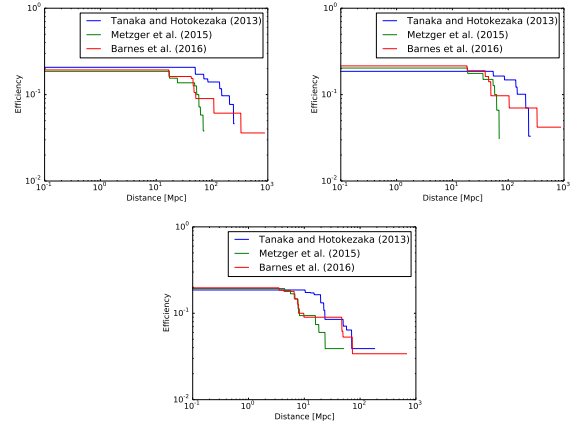 10^0
10^-1
10^-2
Efficiency
Tanaka and Hotokezaka (2013)
Metzger et al. (2015)
Barnes et al. (2016)
10^-1 10^0 10^1 10^2 10^3
Distance [Mpc]
10^0
10^-1
10^-2
Efficiency
Tanaka and Hotokezaka (2013)
Metzger et al. (2015)
Barnes et al. (2016)
10^-1 10^0 10^1 10^2 10^3
Distance [Mpc]
10^0
10^-1
10^-2
Efficiency
Tanaka and Hotokezaka (2013)
Metzger et al. (2015)
Barnes et al. (2016)
10^-1 10^0 10^1 10^2 10^3
Distance [Mpc]